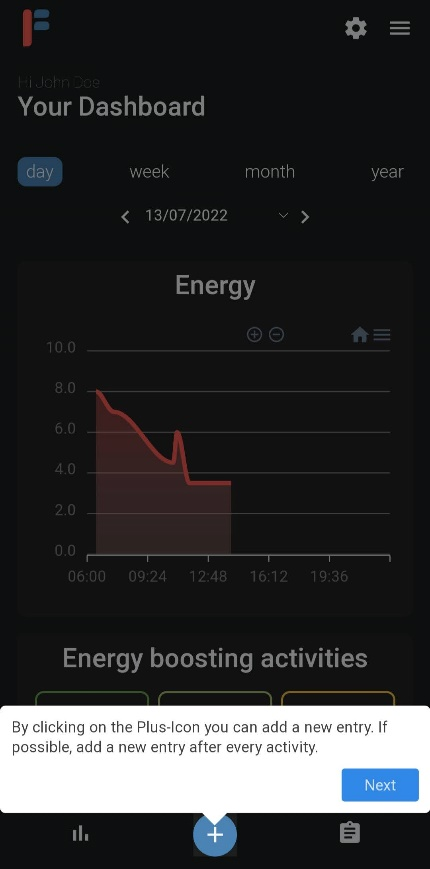 Hi John Doe
Your Dashboard
day week month year
13/07/2022
Energy
10.0
8.0
6.0
4.0
2.0
0.0
06:00 09:24 12:48 16:12 19:36
Energy boosting activities
By clicking on the Plus-Icon you can add a new entry. If
possible, add a new entry after every activity.
Next